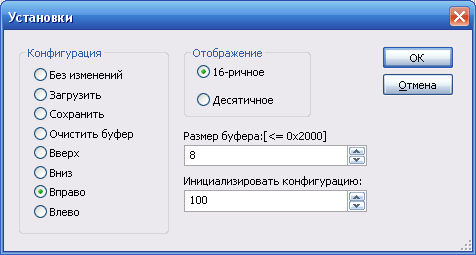 Установки
Конфигурация
Без изменений
Загрузить
Сохранить
Очистить буфер
Вверх
Вниз
Вправо
Влево
Отображение
16-ричное
Десятичное
Размер буфера:[<= 0x2000]
8
Инициализировать конфигурацию:
100
OK
Отмена